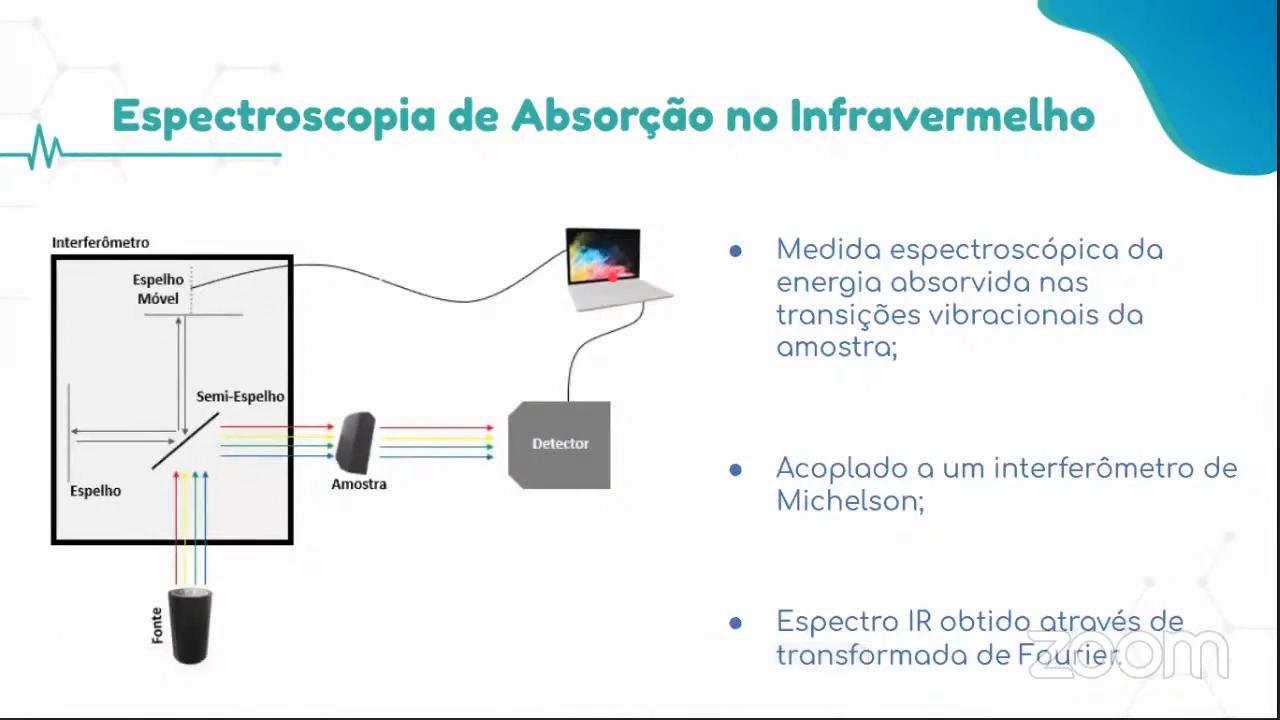 Espectroscopia de Absorção no Infravermelho
Interferômetro
Espelho
Móvel
Semi-Espelho
Espelho
Fonte
Amostra
Detector
Medida espectroscópica da
energia absorvida nas
transições vibracionais da
amostra;
Acoplado a um interferômetro de
Michelson;
Espectro IR obtido através de
transformada de Fourier.
zoom